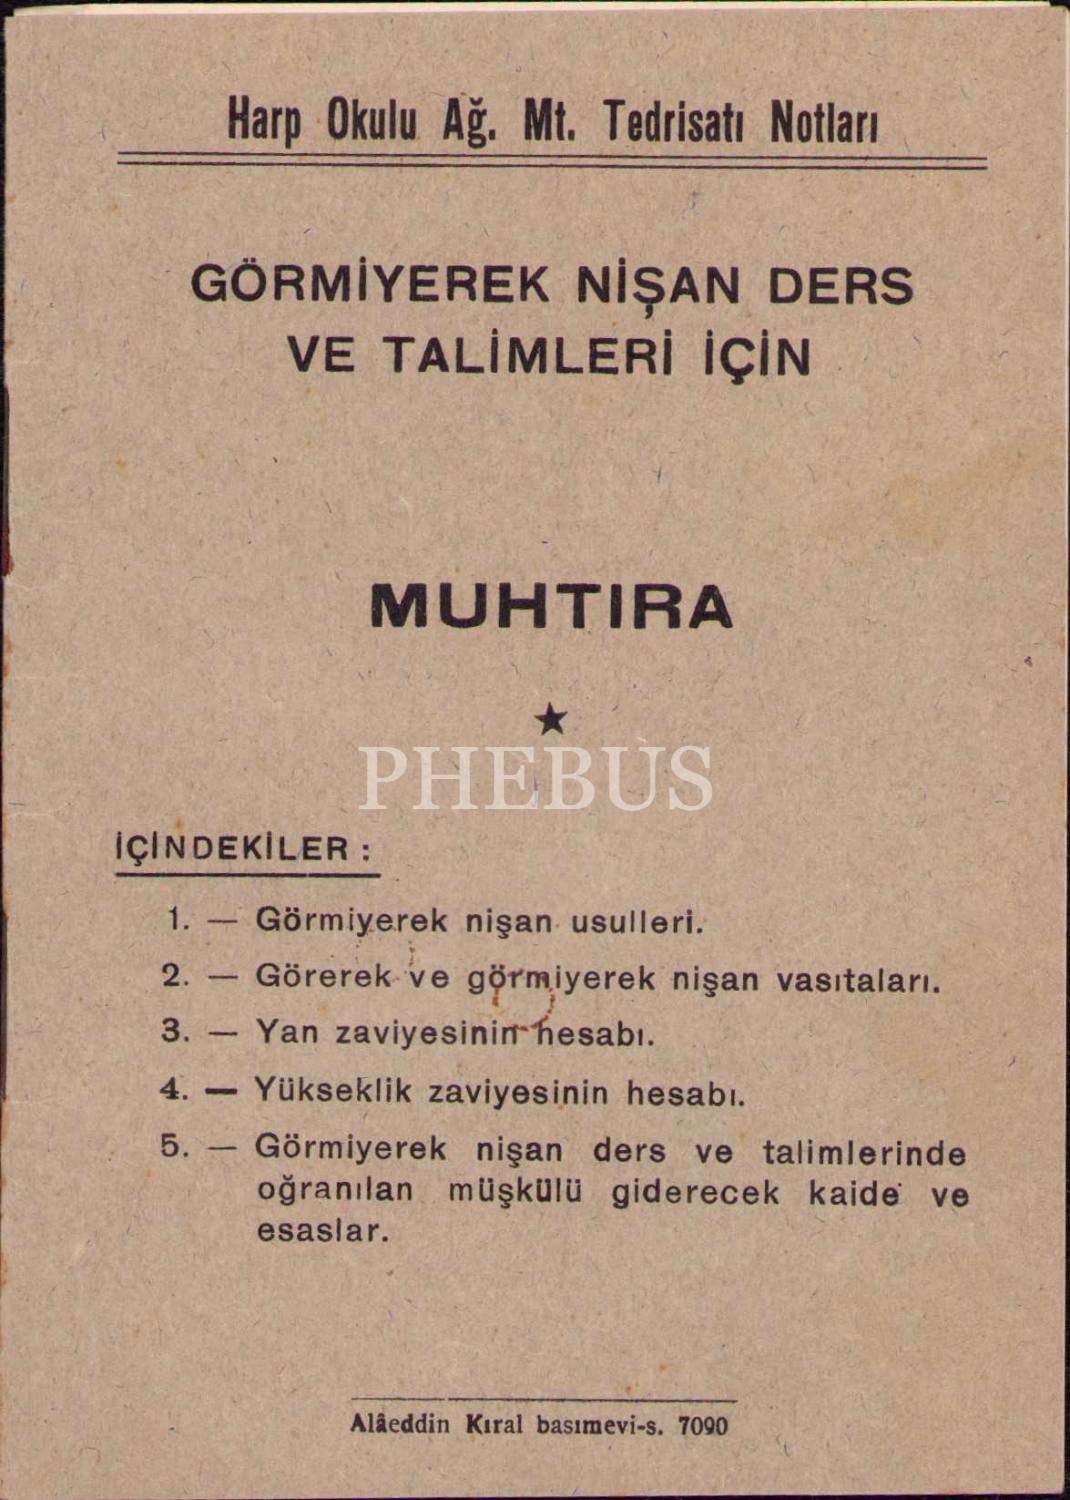 Harp Okulu Ağ. Mt. Tedrisatı Notları
GÖRMİYEREK NİŞAN DERS
VE TALİMLERİ İÇİN
MUHTIRA
PHEBUS
İÇİNDEKİLER :
1. — Görmiyerek nişan usulleri.
2. — Görerek ve görmiyerek nişan vasıtaları.
3. — Yan zaviyesinin hesabı.
4. — Yükseklik zaviyesinin hesabı.
5. — Görmiyerek nişan ders ve talimlerinde
oğranılan müşkülü giderecek kaide ve
esaslar.
Alâeddin Kıral basımevi-s. 7090